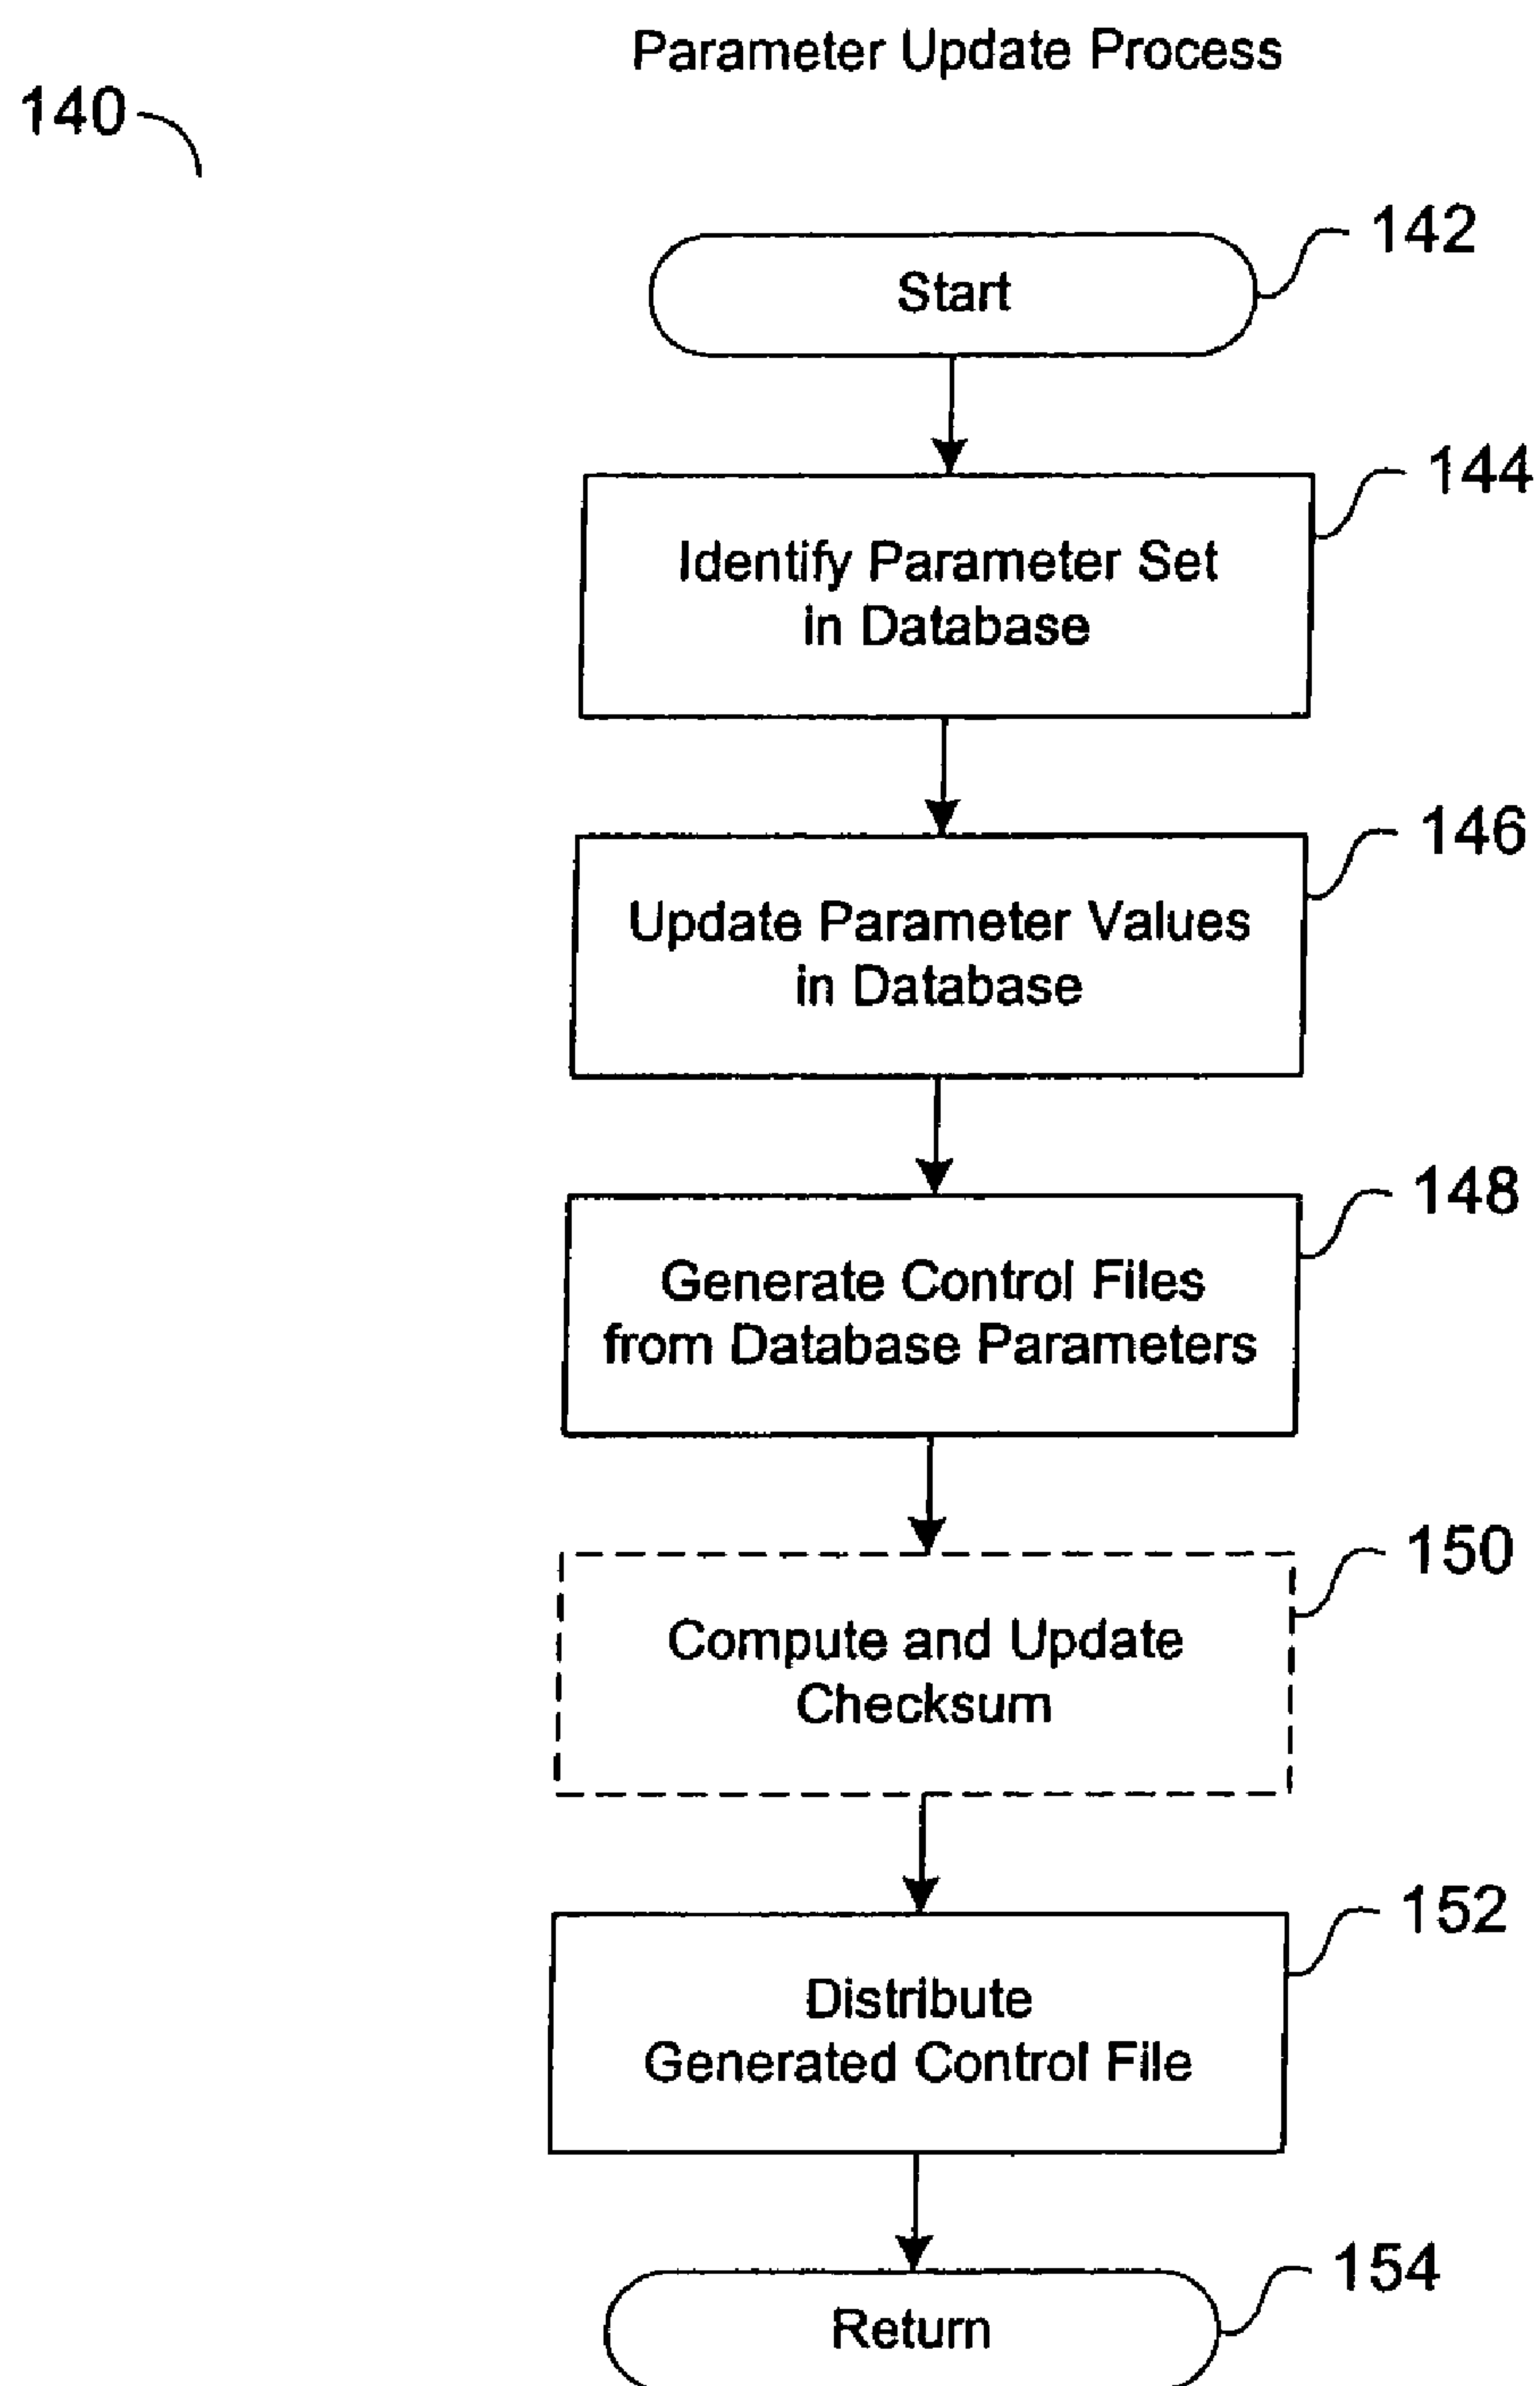 Parameter Update Process
140
142
Start
144
Identify Parameter Set
in Database
146
Update Parameter Values
in Database
148
Generate Control Files
from Database Parameters
150
Compute and Update
Checksum
152
Distribute
Generated Control File
154
Return